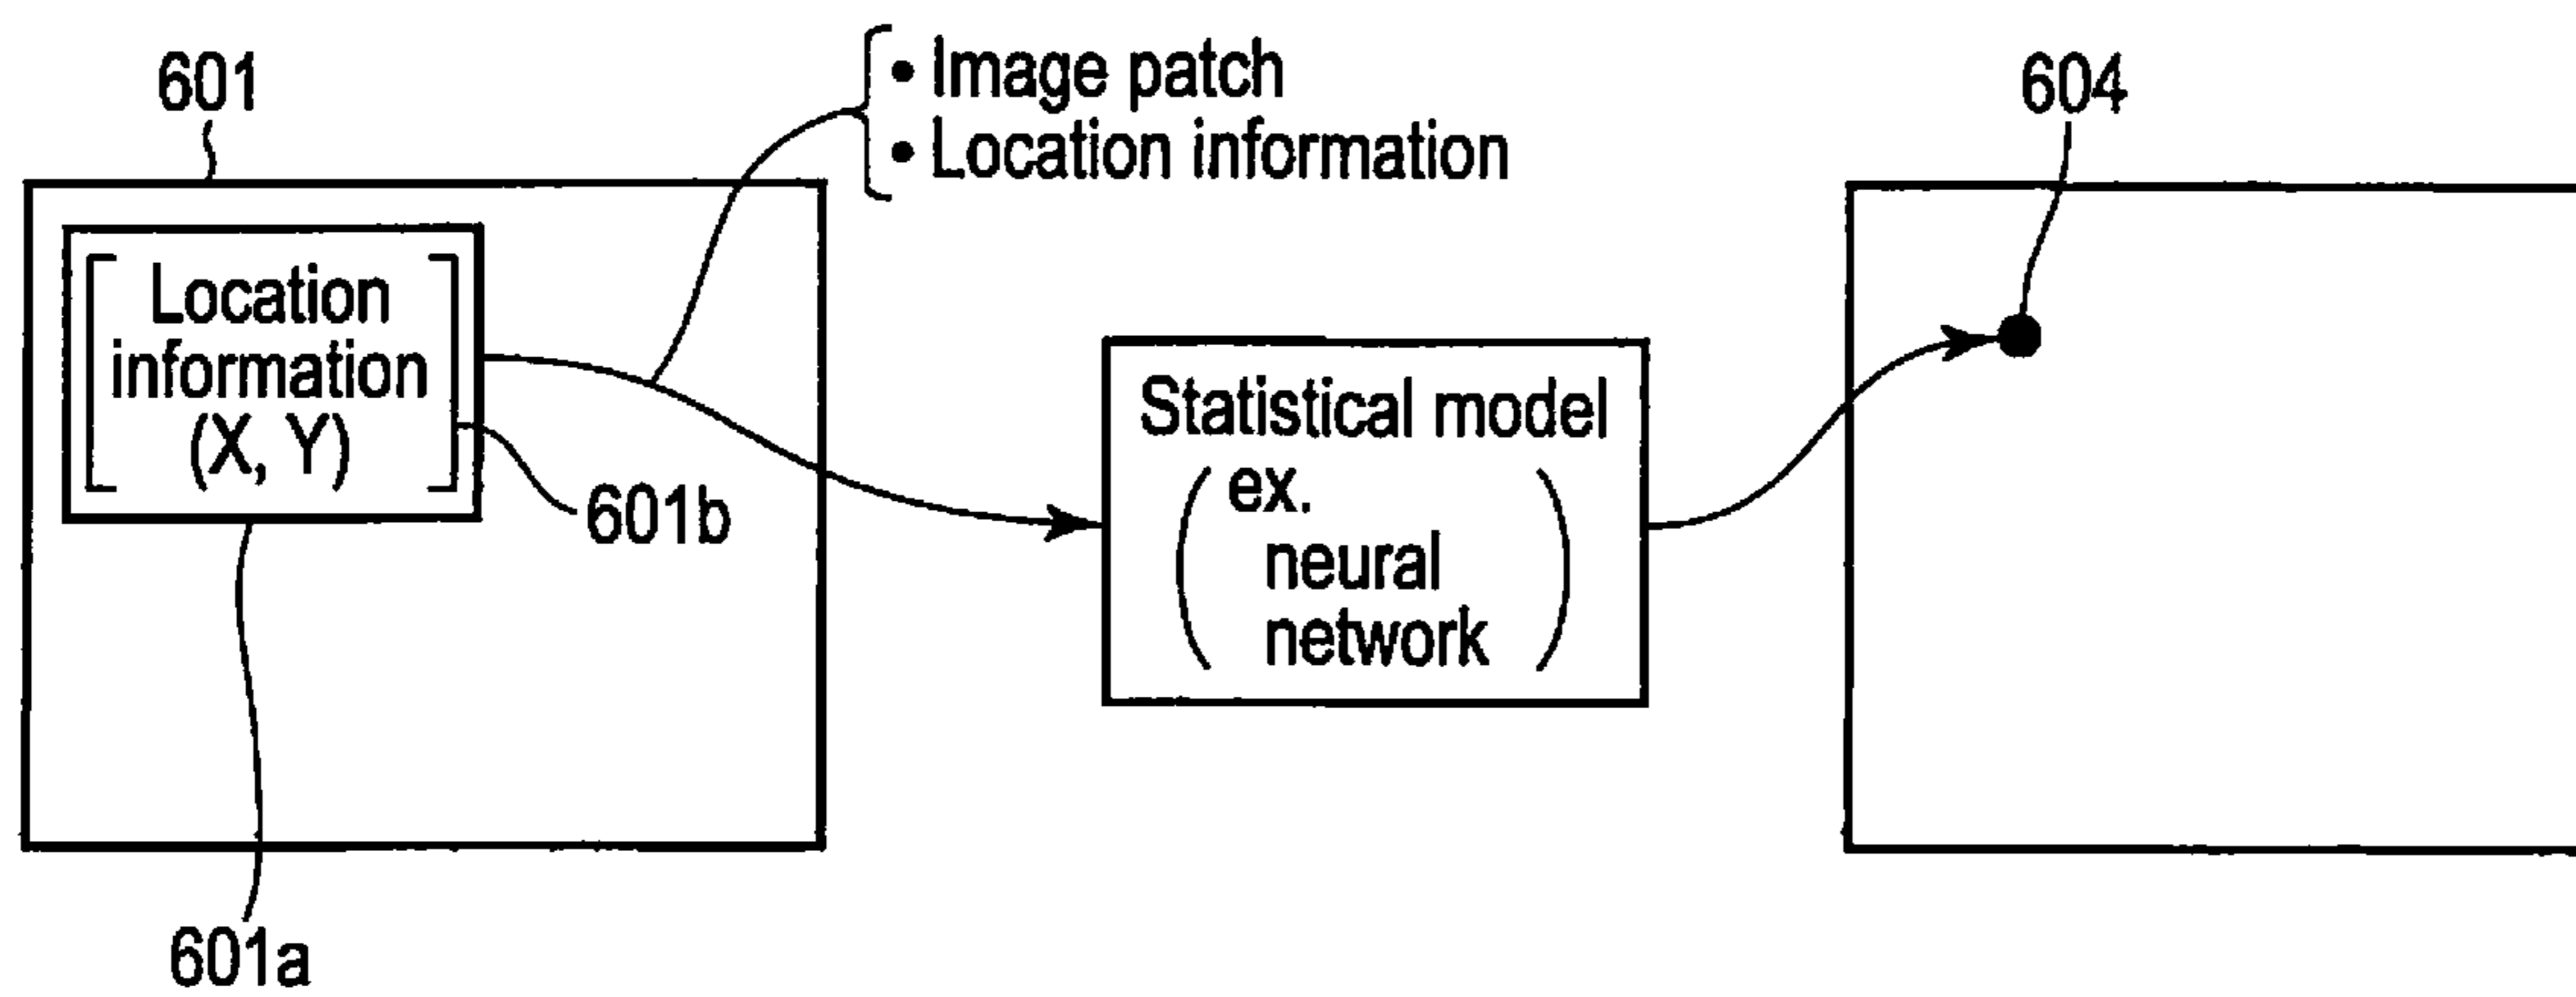 601
• Image patch
• Location information
604
Location
information
(X, Y)
601b
601a
Statistical model
ex.
neural
network